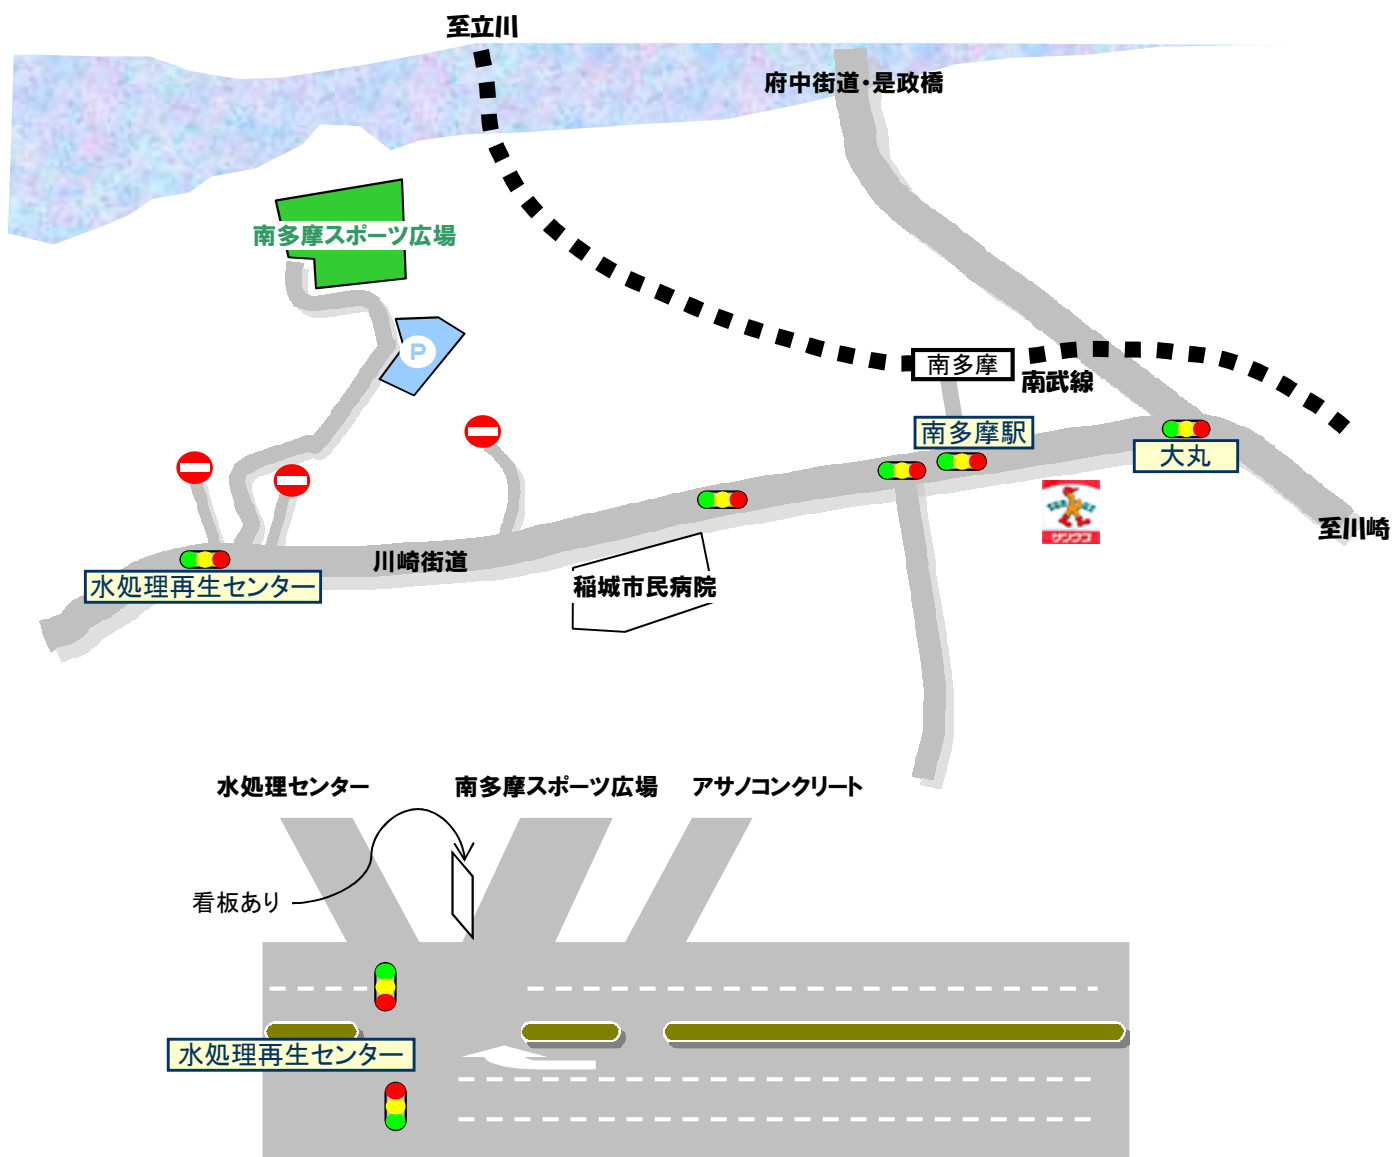 至立川
府中街道・是政橋
南多摩スポーツ広場
P
南多摩
南武線
南多摩駅
大丸
サンワコ
至川崎
川崎街道
水処理再生センター
稲城市民病院
水処理センター
南多摩スポーツ広場
アサノコンクリート
看板あり
水処理再生センター